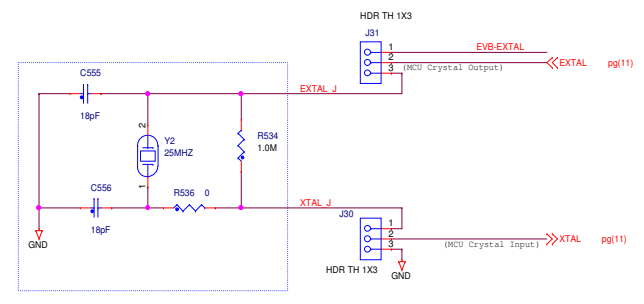 HDR TH 1X3
J31
1
EVB-EXTAL
2
EXTAL pg(11)
3
(MCU Crystal Output)
C555
EXTAL_J
18pF
2
Y2
25MHZ
R534
1.0M
1
C556
R536 0
XTAL_J
J30
18pF
1
2
XTAL pg(11)
3
(MCU Crystal Input)
GND
HDR TH 1X3
GND